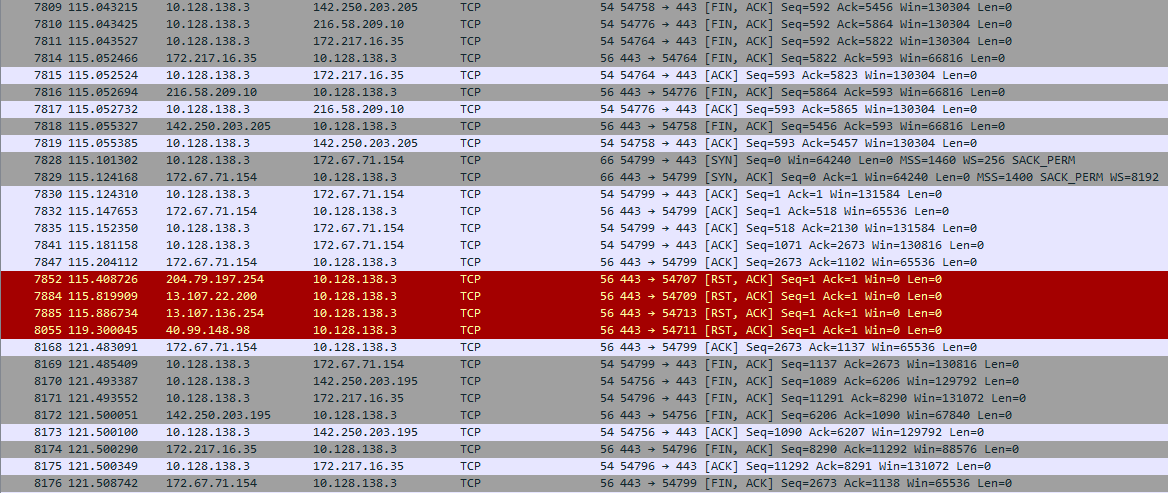 7809 115.043215 10.128.138.3 142.250.203.205 TCP 54 54758 → 443 [FIN, ACK] Seq=592 Ack=5456 Win=130304 Len=0
7810 115.043425 10.128.138.3 216.58.209.10 TCP 54 54776 → 443 [FIN, ACK] Seq=592 Ack=5864 Win=130304 Len=0
7811 115.043527 10.128.138.3 172.217.16.35 TCP 54 54764 → 443 [FIN, ACK] Seq=592 Ack=5822 Win=130304 Len=0
7814 115.052466 172.217.16.35 10.128.138.3 TCP 56 443 → 54764 [FIN, ACK] Seq=5822 Ack=593 Win=66816 Len=0
7815 115.052524 10.128.138.3 172.217.16.35 TCP 54 54764 → 443 [ACK] Seq=593 Ack=5823 Win=130304 Len=0
7816 115.052694 216.58.209.10 10.128.138.3 TCP 56 443 → 54776 [FIN, ACK] Seq=5864 Ack=593 Win=66816 Len=0
7817 115.052732 10.128.138.3 216.58.209.10 TCP 54 54776 → 443 [ACK] Seq=593 Ack=5865 Win=130304 Len=0
7818 115.055327 142.250.203.205 10.128.138.3 TCP 56 443 → 54758 [FIN, ACK] Seq=5456 Ack=593 Win=66816 Len=0
7819 115.055385 10.128.138.3 142.250.203.205 TCP 54 54758 → 443 [ACK] Seq=593 Ack=5457 Win=130304 Len=0
7828 115.101302 10.128.138.3 172.67.71.154 TCP 66 54799 → 443 [SYN] Seq=0 Win=64240 Len=0 MSS=1460 WS=256 SACK_PERM
7829 115.124168 172.67.71.154 10.128.138.3 TCP 66 443 → 54799 [SYN, ACK] Seq=0 Ack=1 Win=64240 Len=0 MSS=1400 SACK_PERM WS=8192
7830 115.124310 10.128.138.3 172.67.71.154 TCP 54 54799 → 443 [ACK] Seq=1 Ack=1 Win=131584 Len=0
7832 115.147653 172.67.71.154 10.128.138.3 TCP 56 443 → 54799 [ACK] Seq=1 Ack=518 Win=65536 Len=0
7835 115.152350 10.128.138.3 172.67.71.154 TCP 54 54799 → 443 [ACK] Seq=518 Ack=2130 Win=131584 Len=0
7841 115.181158 10.128.138.3 172.67.71.154 TCP 54 54799 → 443 [ACK] Seq=1071 Ack=2673 Win=130816 Len=0
7847 115.204112 172.67.71.154 10.128.138.3 TCP 56 443 → 54799 [ACK] Seq=2673 Ack=1102 Win=65536 Len=0
7852 115.408726 204.79.197.254 10.128.138.3 TCP 56 443 → 54707 [RST, ACK] Seq=1 Ack=1 Win=0 Len=0
7884 115.819909 13.107.22.200 10.128.138.3 TCP 56 443 → 54709 [RST, ACK] Seq=1 Ack=1 Win=0 Len=0
7885 115.886734 13.107.136.254 10.128.138.3 TCP 56 443 → 54713 [RST, ACK] Seq=1 Ack=1 Win=0 Len=0
8055 119.300045 40.99.148.98 10.128.138.3 TCP 56 443 → 54711 [RST, ACK] Seq=1 Ack=1 Win=0 Len=0
8168 121.483091 172.67.71.154 10.128.138.3 TCP 56 443 → 54799 [ACK] Seq=2673 Ack=1137 Win=65536 Len=0
8169 121.485409 10.128.138.3 172.67.71.154 TCP 54 54799 → 443 [FIN, ACK] Seq=1137 Ack=2673 Win=130816 Len=0
8170 121.493387 10.128.138.3 142.250.203.195 TCP 54 54756 → 443 [FIN, ACK] Seq=1089 Ack=6206 Win=129792 Len=0
8171 121.493552 10.128.138.3 172.217.16.35 TCP 54 54796 → 443 [FIN, ACK] Seq=11291 Ack=8290 Win=131072 Len=0
8172 121.500051 142.250.203.195 10.128.138.3 TCP 56 443 → 54756 [FIN, ACK] Seq=6206 Ack=1090 Win=67840 Len=0
8173 121.500100 10.128.138.3 142.250.203.195 TCP 54 54756 → 443 [ACK] Seq=1090 Ack=6207 Win=129792 Len=0
8174 121.500290 172.217.16.35 10.128.138.3 TCP 56 443 → 54796 [FIN, ACK] Seq=8290 Ack=11292 Win=88576 Len=0
8175 121.500349 10.128.138.3 172.217.16.35 TCP 54 54796 → 443 [ACK] Seq=11292 Ack=8291 Win=131072 Len=0
8176 121.508742 172.67.71.154 10.128.138.3 TCP 56 443 → 54799 [FIN, ACK] Seq=2673 Ack=1138 Win=65536 Len=0